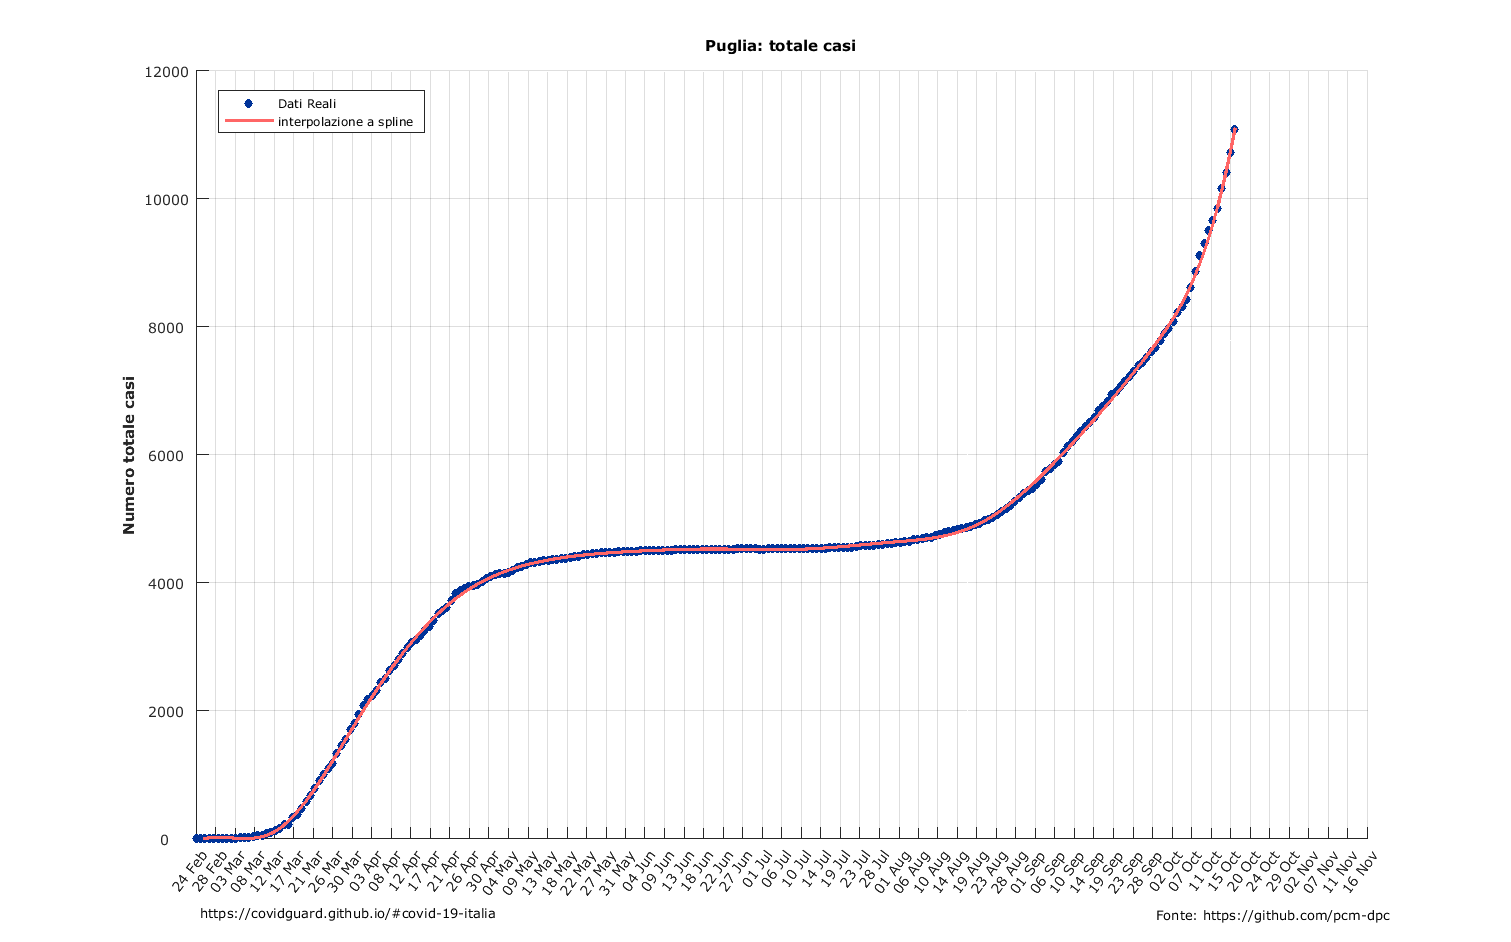 Puglia: totale casi
12000
10000
8000
6000
4000
2000
0
Numero totale casi
Dati Reali
interpolazione a spline
24 Feb
28 Feb
03 Mar
08 Mar
12 Mar
17 Mar
21 Mar
26 Mar
30 Mar
03 Apr
08 Apr
12 Apr
17 Apr
21 Apr
26 Apr
30 Apr
04 May
09 May
13 May
18 May
22 May
27 May
31 May
04 Jun
09 Jun
13 Jun
18 Jun
22 Jun
27 Jun
01 Jul
06 Jul
10 Jul
14 Jul
19 Jul
23 Jul
28 Jul
01 Aug
06 Aug
10 Aug
14 Aug
19 Aug
23 Aug
28 Aug
01 Sep
06 Sep
10 Sep
14 Sep
19 Sep
23 Sep
28 Sep
02 Oct
07 Oct
11 Oct
15 Oct
20 Oct
24 Oct
29 Oct
02 Nov
07 Nov
11 Nov
16 Nov
https://covidguard.github.io/#covid-19-italia
Fonte: https://github.com/pcm-dpc